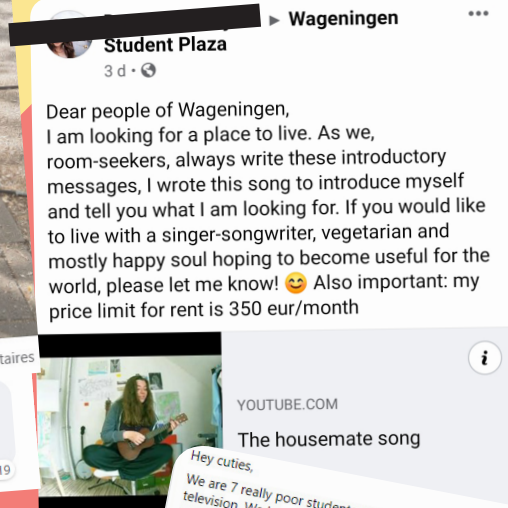 Wageningen
Student Plaza
3 d
Dear people of Wageningen,
I am looking for a place to live. As we,
room-seekers, always write these introductory
messages, I wrote this song to introduce myself
and tell you what I am looking for. If you would like
to live with a singer-songwriter, vegetarian and
mostly happy soul hoping to become useful for the
world, please let me know! 😊 Also important: my
price limit for rent is 350 eur/month
taires
19
i
YOUTUBE.COM
The housemate song
Hey cuties,
We are 7 really poor student
television.